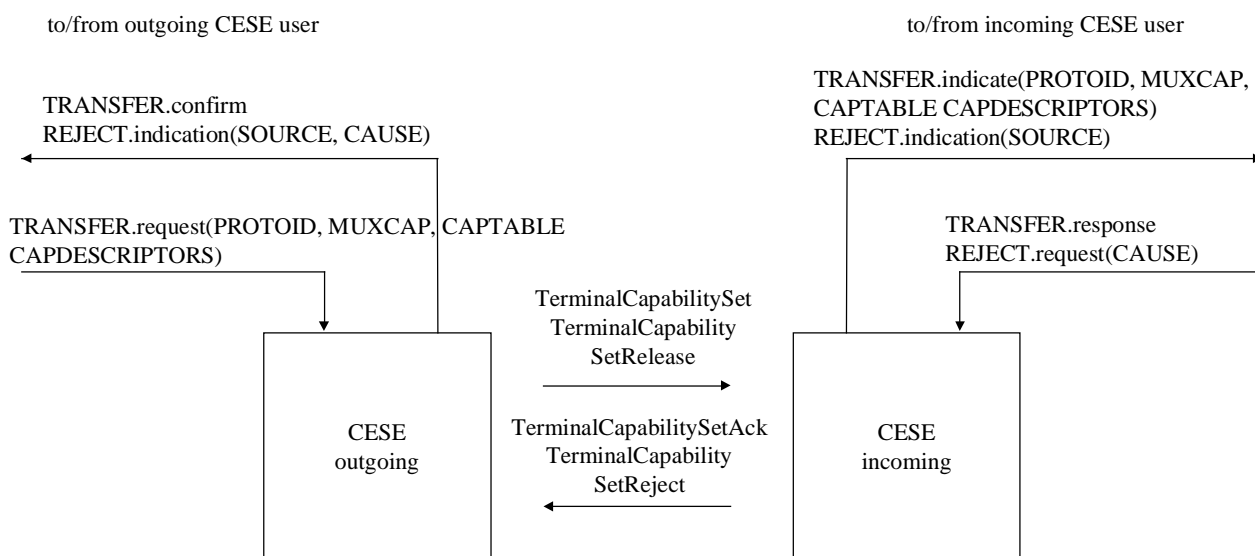 to/from outgoing CESE user
to/from incoming CESE user
TRANSFER.confirm
REJECT.indication(SOURCE, CAUSE)
TRANSFER.indicate(PROTOID, MUXCAP,
CAPTABLE CAPDESCRIPTORS)
REJECT.indication(SOURCE)
TRANSFER.request(PROTOID, MUXCAP, CAPTABLE
CAPDESCRIPTORS)
TRANSFER.response
REJECT.request(CAUSE)
TerminalCapabilitySet
TerminalCapability
SetRelease
CESE
outgoing
TerminalCapabilitySetAck
TerminalCapability
SetReject
CESE
incoming